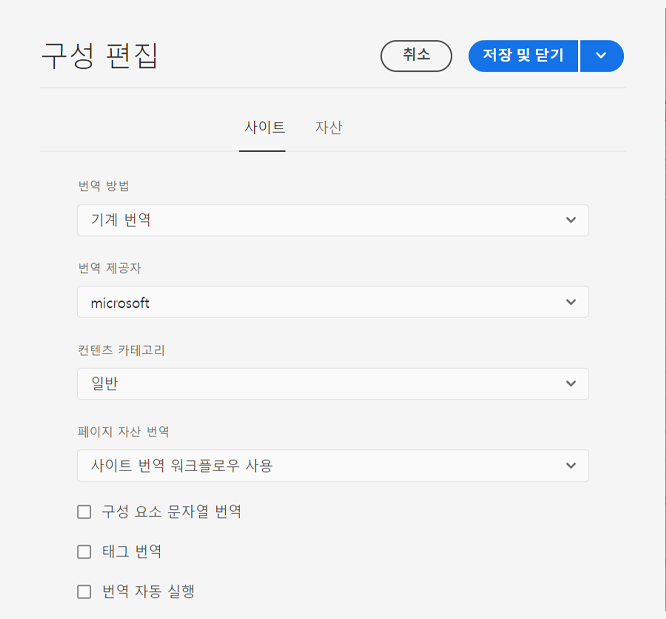 구성 편집
취소
저장 및 닫기
사이트
자산
번역 방법
기계 번역
번역 제공자
microsoft
컨텐츠 카테고리
일반
페이지 자산 번역
사이트 번역 워크플로우 사용
구성 요소 문자열 번역
태그 번역
번역 자동 실행